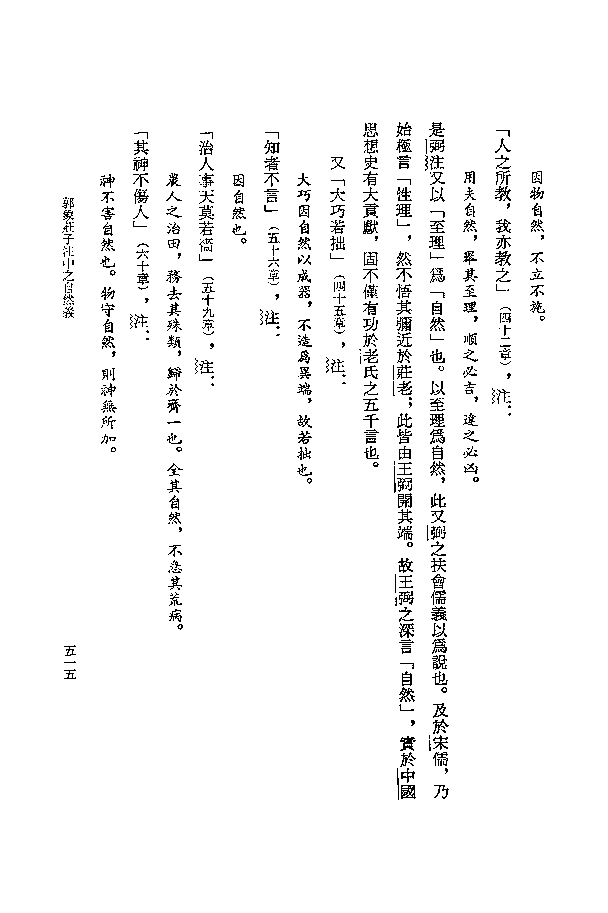 因物自然，不立不施。
「人之所教，我亦教之」（四十二章），注：
用夫自然，舉其至理，順之必吉，違之必凶。
是弼注又以「至理」爲「自然」也。以至理爲自然，此又弼之扶會儒義以爲說也。及於宋儒，乃
始極言「性理」，然不悟其彌近於莊老；此皆由王弼開其端。故王弼之深言「自然」，實於中國
思想史有大貢獻，固不僅有功於老氏之五千言也。
又「大巧若拙」（四十五章），注：
大巧因自然以成器，不造爲異端，故若拙也。
「知者不言」（五十六章），注：
因自然也。
「治人事天莫若嗇」（五十九章），注：
農人之治田，務去其殊類，歸於齊一也。全其自然，不急其荒病。
「其神不傷人」（六十章），注：
神不害自然也。物守自然，則神無所加。
郭象莊子注中之自然義
五一五